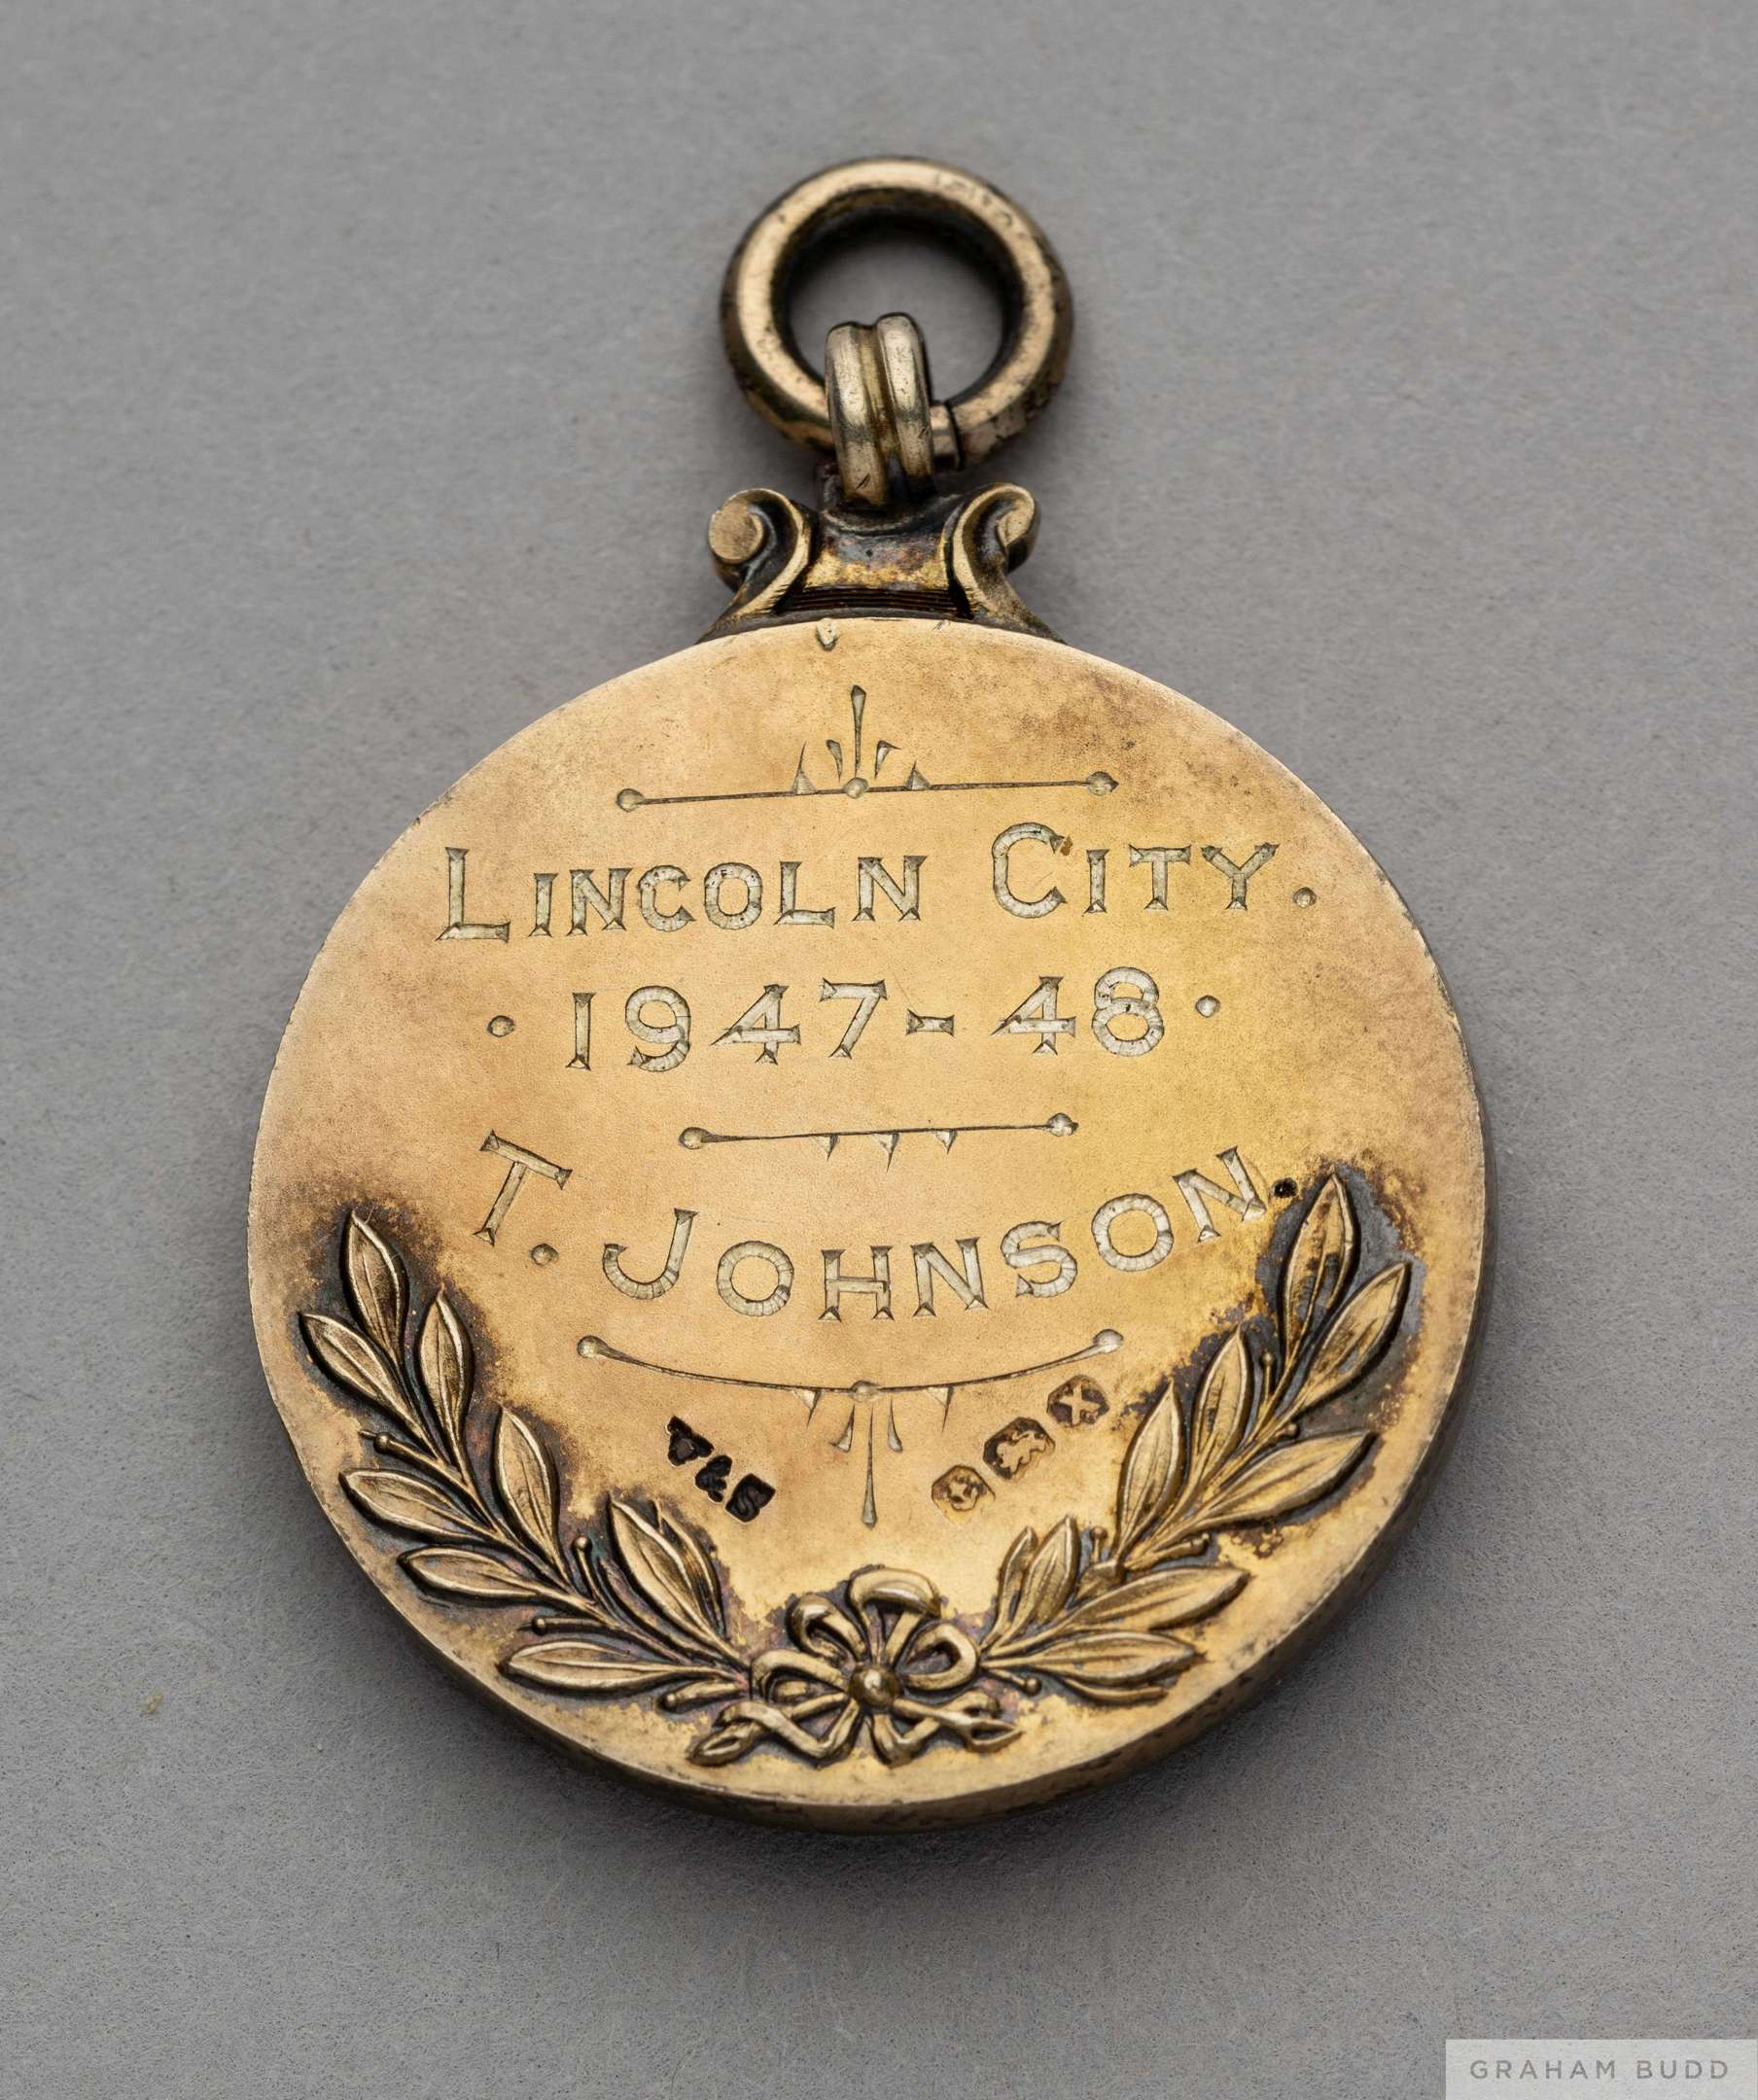 LINCOLN CITY.
· 1947-48 ·
T. JOHNSON.
GRAHAM BUDD